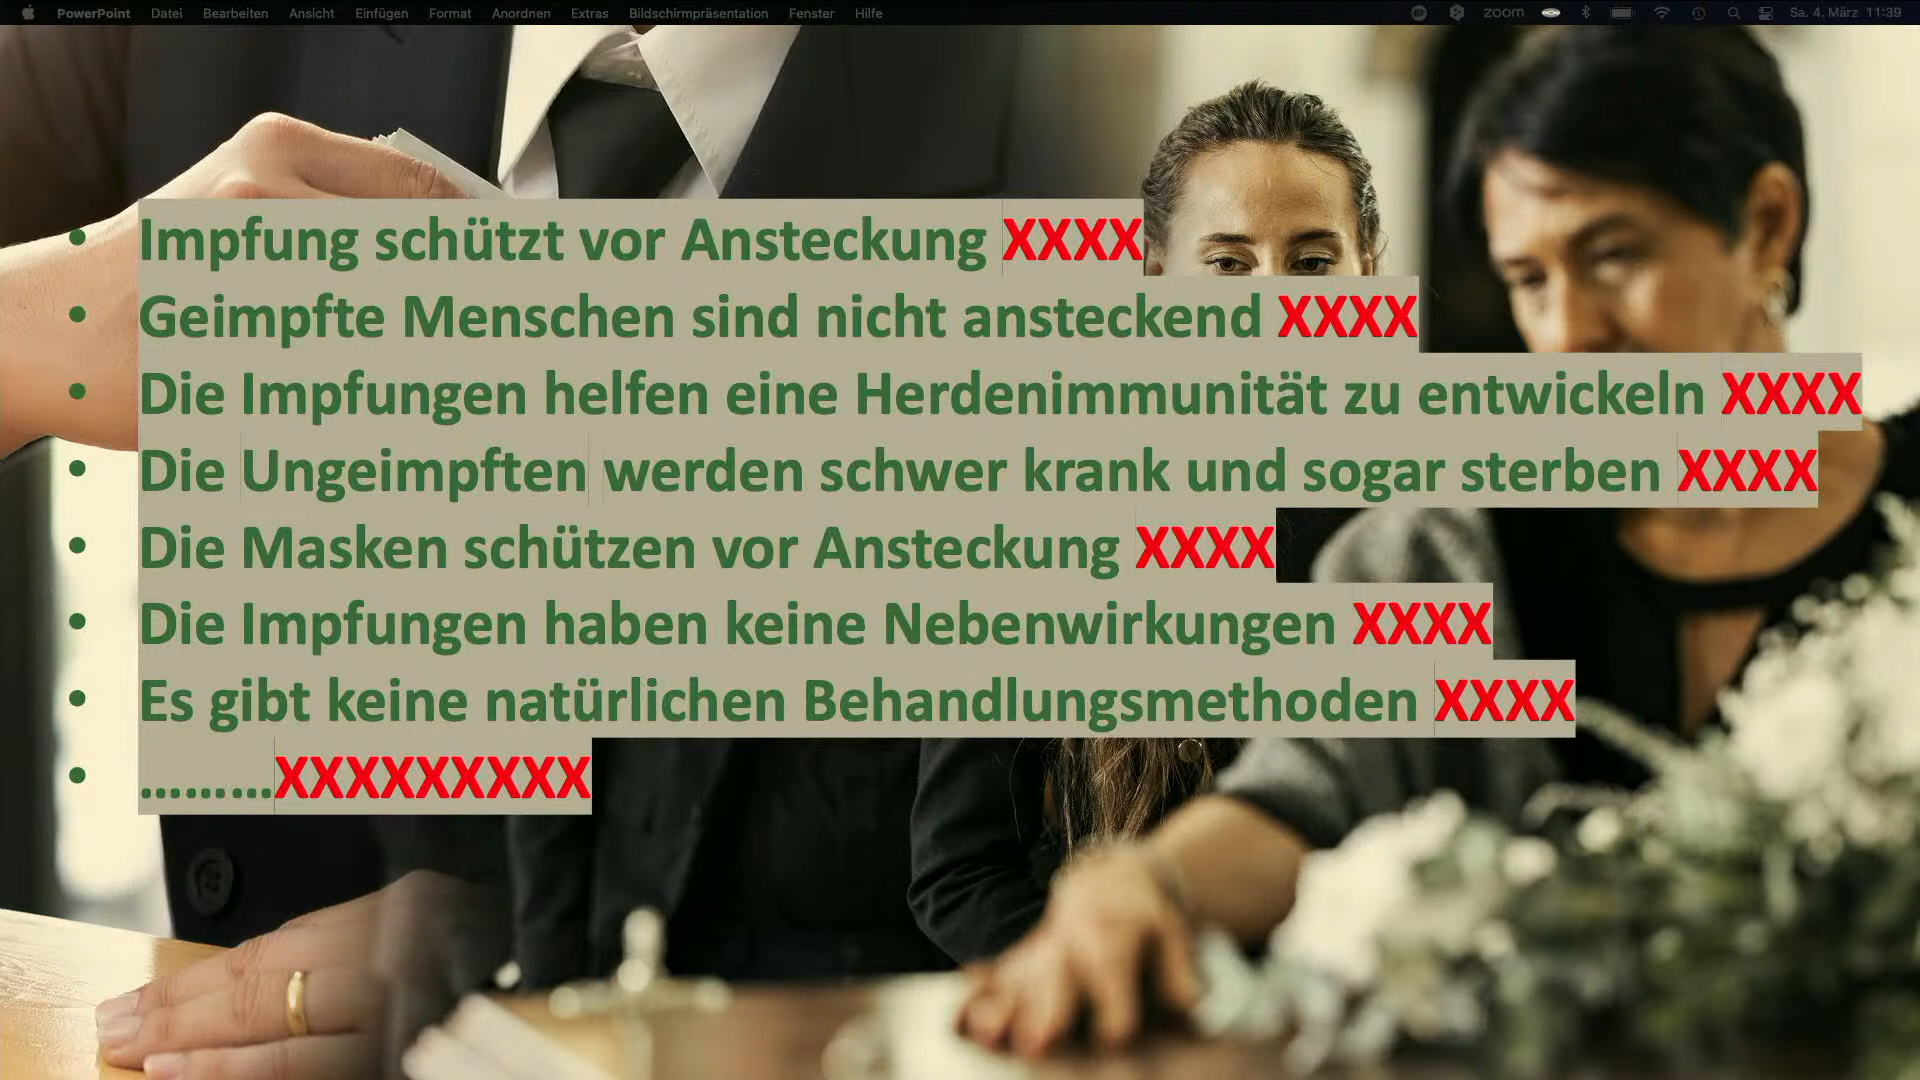 PowerPoint Datei Bearbeiten Ansicht Einfügen Format Anordnen Extras Bildschirmpräsentation Fenster Hilfe zoom Sa. 4. März 11:39
• Impfung schützt vor Ansteckung XXXX
• Geimpfte Menschen sind nicht ansteckend XXXX
• Die Impfungen helfen eine Herdenimmunität zu entwickeln XXXX
• Die Ungeimpften werden schwer krank und sogar sterben XXXX
• Die Masken schützen vor Ansteckung XXXX
• Die Impfungen haben keine Nebenwirkungen XXXX
• Es gibt keine natürlichen Behandlungsmethoden XXXX
• ………XXXXXXXXX